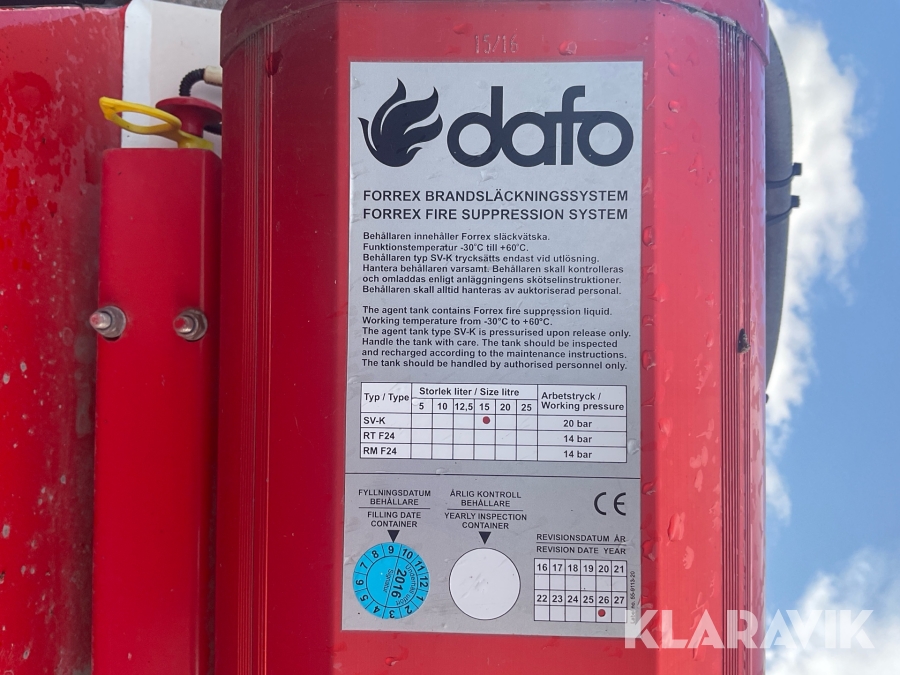 15/16
dafo
FORREX BRANDSLÄCKNINGSSYSTEM
FORREX FIRE SUPPRESSION SYSTEM
Behållaren innehåller Forrex släckvätska.
Funktionstemperatur -30°C till +60°C.
Behållaren typ SV-K trycksätts endast vid utlösning.
Hantera behållaren varsamt. Behållaren skall kontrolleras
och omladdas enligt anläggningens skötselinstruktioner.
Behållaren skall alltid hanteras av auktoriserad personal.
The agent tank contains Forrex fire suppression liquid.
Working temperature from -30°C to +60°C.
The agent tank type SV-K is pressurised upon release only.
Handle the tank with care. The tank should be inspected
and recharged according to the maintenance instructions.
The tank should be handled by authorised personnel only.
Typ / Type Storlek liter / Size litre Arbetstryck / Working pressure
5 10 12,5 15 20 25
SV-K 20 bar
RT F24 14 bar
RM F24 14 bar
FYLLNINGSDATUM
BEHÅLLARE
FILLING DATE
CONTAINER
ÅRLIG KONTROLL
BEHÅLLARE
YEARLY INSPECTION
CONTAINER
CE
REVISIONSDATUM ÅR
REVISION DATE YEAR
16 17 18 19 20 21
22 23 24 25 26 27
1 2 3 4 5 6 7 8 9 10 11 12
2016
KLARAVIK